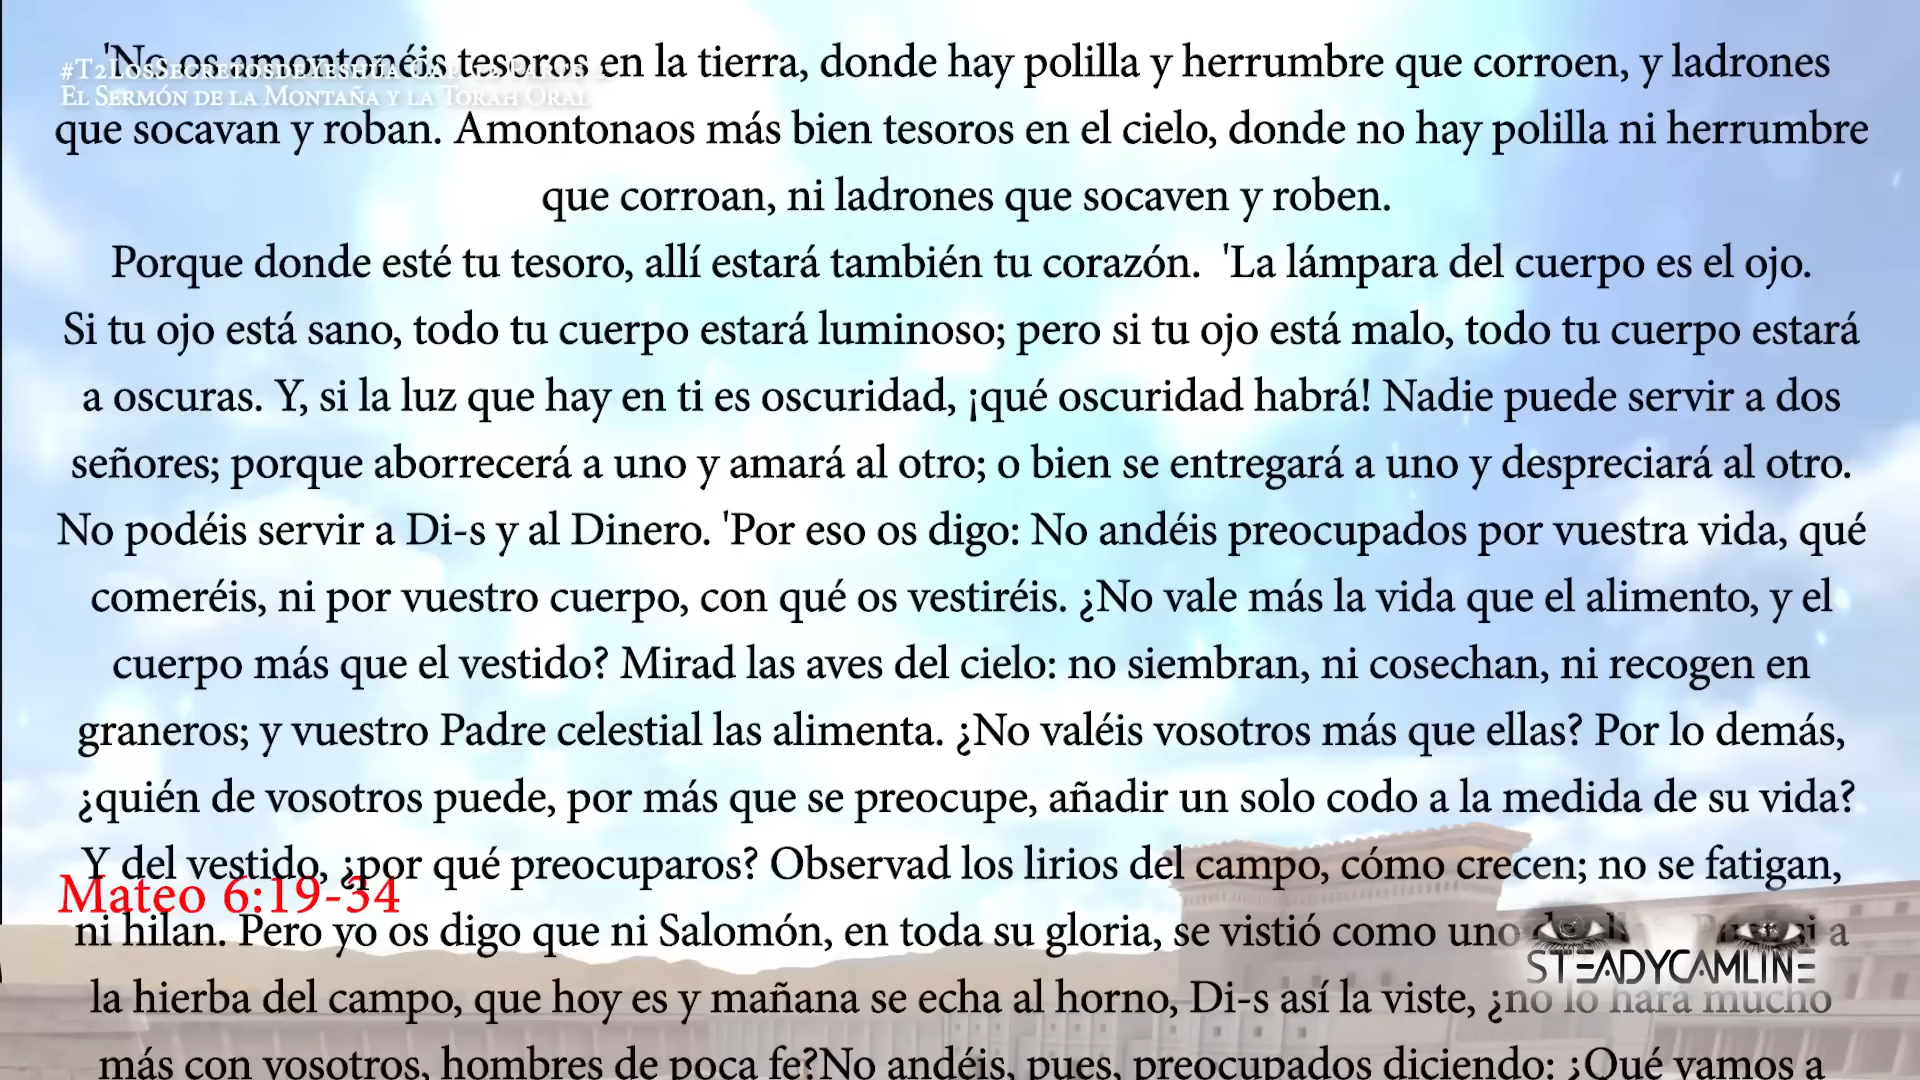 'No os amontonéis tesoros en la tierra, donde hay polilla y herrumbre que corroen, y ladrones
#T2LosSecretosdeYeshúa
El Sermón de la Montaña y la Torah Oral
que socavan y roban. Amontonaos más bien tesoros en el cielo, donde no hay polilla ni herrumbre
que corroan, ni ladrones que socaven y roben.
Porque donde esté tu tesoro, allí estará también tu corazón. 'La lámpara del cuerpo es el ojo.
Si tu ojo está sano, todo tu cuerpo estará luminoso; pero si tu ojo está malo, todo tu cuerpo estará
a oscuras. Y, si la luz que hay en ti es oscuridad, ¡qué oscuridad habrá! Nadie puede servir a dos
señores; porque aborrecerá a uno y amará al otro; o bien se entregará a uno y despreciará al otro.
No podéis servir a Di-s y al Dinero. 'Por eso os digo: No andéis preocupados por vuestra vida, qué
comeréis, ni por vuestro cuerpo, con qué os vestiréis. ¿No vale más la vida que el alimento, y el
cuerpo más que el vestido? Mirad las aves del cielo: no siembran, ni cosechan, ni recogen en
graneros; y vuestro Padre celestial las alimenta. ¿No valéis vosotros más que ellas? Por lo demás,
¿quién de vosotros puede, por más que se preocupe, añadir un solo codo a la medida de su vida?
Y del vestido, ¿por qué preocuparos? Observad los lirios del campo, cómo crecen; no se fatigan,
Mateo 6:19-34
ni hilan. Pero yo os digo que ni Salomón, en toda su gloria, se vistió como uno a
STEADYCAMLINE
la hierba del campo, que hoy es y mañana se echa al horno, Di-s así la viste, ¿no lo hará mucho
más con vosotros, hombres de poca fe?No andéis, pues, preocupados diciendo: ¿Qué vamos a